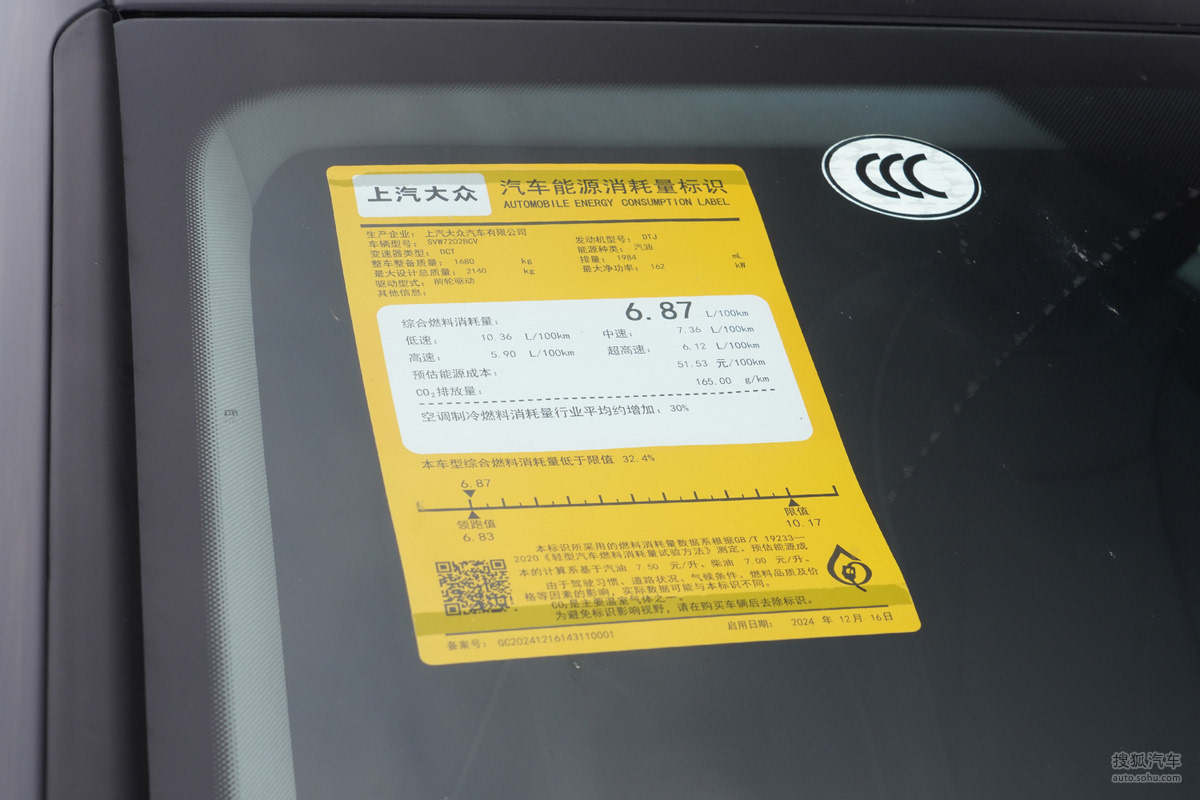 上汽大众
汽车能源消耗量标识
AUTOMOBILE ENERGY CONSUMPTION LABEL
生产企业: 上汽大众汽车有限公司
车辆型号: SVW72028CV 发动机型号: DTJ
变速器类型: DCT 能源种类: 汽油
整车整备质量: 1680 kg 排量: 1984 mL
最大设计总质量: 2140 kg 最大净功率: 162 kW
驱动型式: 前轮驱动
其他信息:
综合燃料消耗量: 6.87 L/100km
低速: 10.36 L/100km 中速: 7.36 L/100km
高速: 5.90 L/100km 超高速: 6.12 L/100km
预估能源成本: 51.53 元/100km
CO₂排放量: 165.00 g/km
空调制冷燃料消耗量行业平均约增加: 30%
本车型综合燃料消耗量低于限值 32.4%
6.87
领跑值 限值
6.83 10.17
本标识所采用的燃料消耗量数据系根据GB/T 19233—
2020《轻型汽车燃料消耗量试验方法》测定。预估能源成
本的计算系基于汽油 7.50 元/升、柴油 7.00 元/升。
由于驾驶习惯、道路状况、气候条件、燃料品质及价
格等因素的影响，实际数据可能与本标识不同。
CO₂是主要温室气体之一。
为避免标识影响视野，请在购买车辆后去除标识。
备案号: QC20241216143110001 启用日期: 2024 年 12月 16日
CCC
搜狐汽车
auto.sohu.com